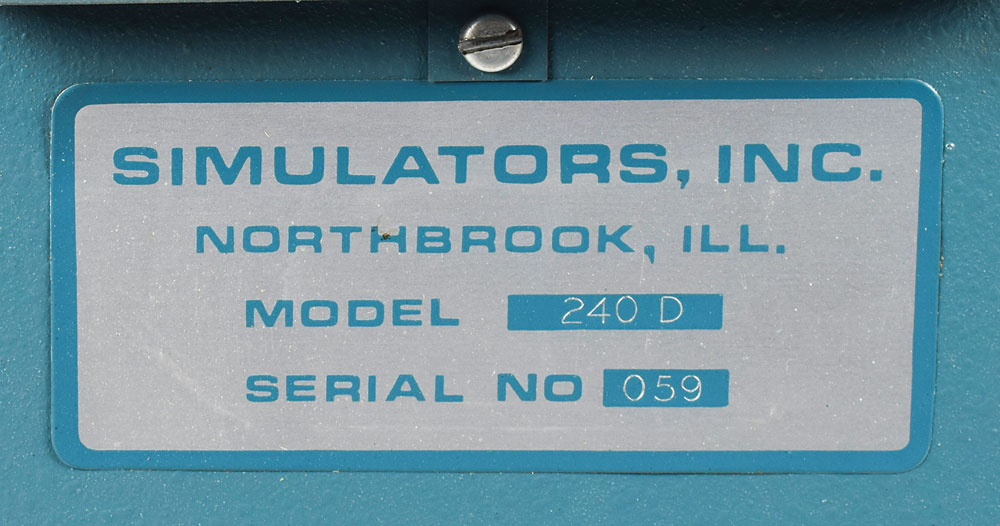 SIMULATORS, INC.
NORTHBROOK, ILL.
MODEL 240 D
SERIAL NO 059